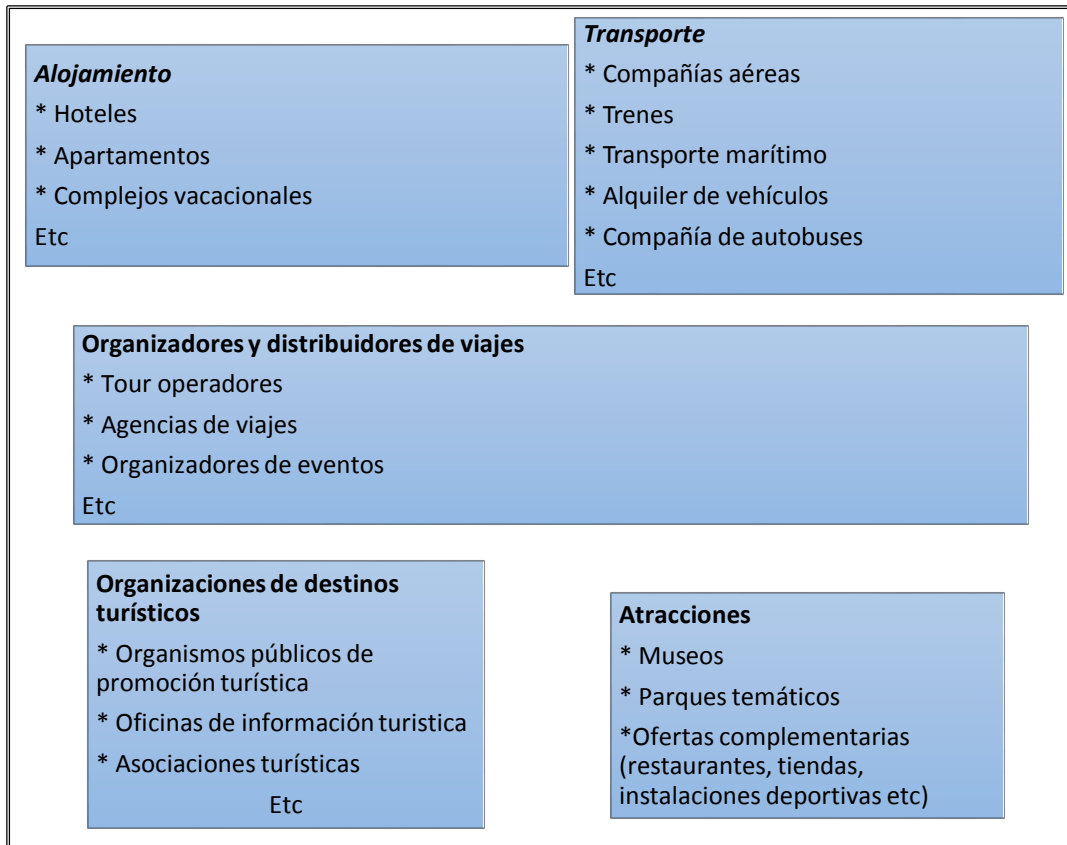 Alojamiento
* Hoteles
* Apartamentos
* Complejos vacacionales
Etc
Transporte
* Compañías aéreas
* Trenes
* Transporte marítimo
* Alquiler de vehículos
* Compañía de autobuses
Etc
Organizadores y distribuidores de viajes
* Tour operadores
* Agencias de viajes
* Organizadores de eventos
Etc
Organizaciones de destinos
turísticos
* Organismos públicos de
promoción turística
* Oficinas de información turistica
* Asociaciones turísticas
Etc
Atracciones
* Museos
* Parques temáticos
*Ofertas complementarias
(restaurantes, tiendas,
instalaciones deportivas etc)